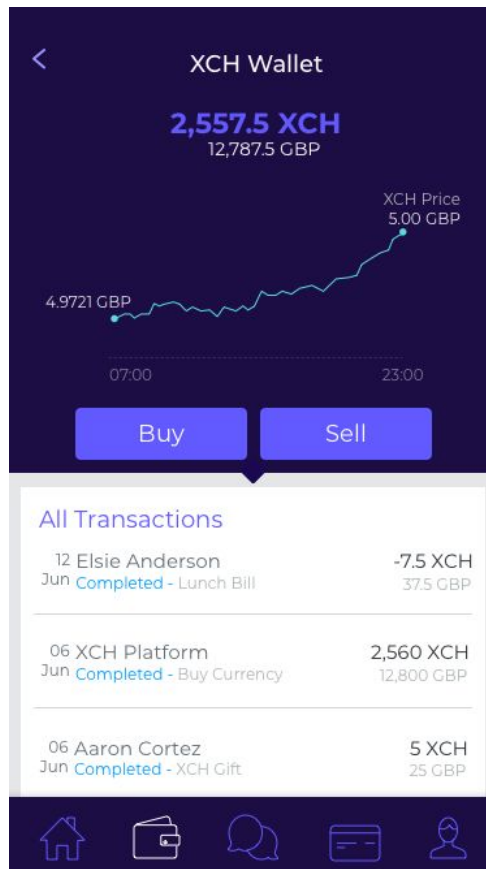 XCH Wallet
2,557.5 XCH
12,787.5 GBP
XCH Price
5.00 GBP
4.9721 GBP
07:00 23:00
Buy Sell
All Transactions
12 Elsie Anderson -7.5 XCH
Jun Completed - Lunch Bill 37.5 GBP
06 XCH Platform 2,560 XCH
Jun Completed - Buy Currency 12,800 GBP
06 Aaron Cortez 5 XCH
Jun Completed - XCH Gift 25 GBP